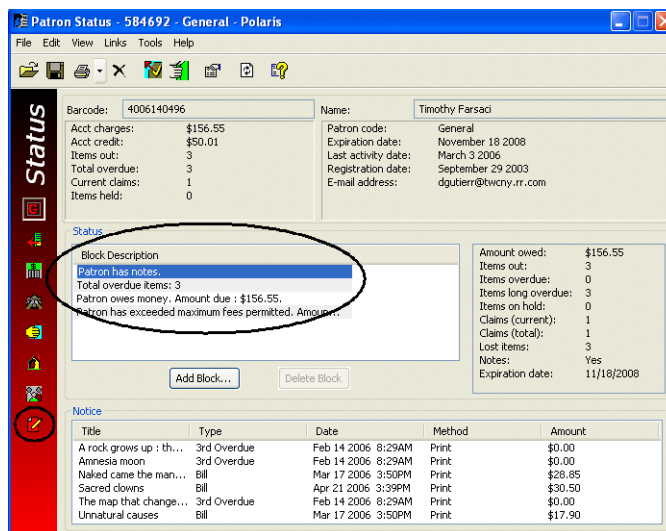 Patron Status - 584692 - General - Polaris
File Edit View Links Tools Help
Status
Barcode: 4006140496 Name: Timothy Farsaci
Acct charges: $156.55 Patron code: General
Acct credit: $50.01 Expiration date: November 18 2008
Items out: 3 Last activity date: March 3 2006
Total overdue: 3 Registration date: September 29 2003
Current claims: 1 E-mail address: dgutierr@twcny.rr.com
Items held: 0
Status
Block Description
Patron has notes.
Total overdue items: 3
Patron owes money. Amount due : $156.55.
Patron has exceeded maximum fees permitted. Amoun...
Amount owed: $156.55
Items out: 3
Items overdue: 0
Items long overdue: 3
Items on hold: 0
Claims (current): 1
Claims (total): 1
Lost items: 3
Notes: Yes
Expiration date: 11/18/2008
Add Block... Delete Block
Notice
Title Type Date Method Amount
A rock grows up : th... 3rd Overdue Feb 14 2006 8:29AM Print $0.00
Amnesia moon 3rd Overdue Feb 14 2006 8:29AM Print $0.00
Naked came the man... Bill Mar 17 2006 3:50PM Print $28.85
Sacred clowns Bill Apr 21 2006 3:39PM Print $30.50
The map that change... 3rd Overdue Feb 14 2006 8:29AM Print $0.00
Unnatural causes Bill Mar 17 2006 3:50PM Print $17.90